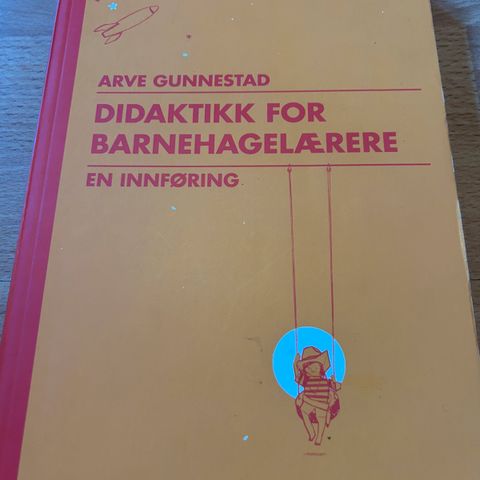 ARVE GUNNESTAD
DIDAKTIKK FOR
BARNEHAGELÆRERE
EN INNFØRING